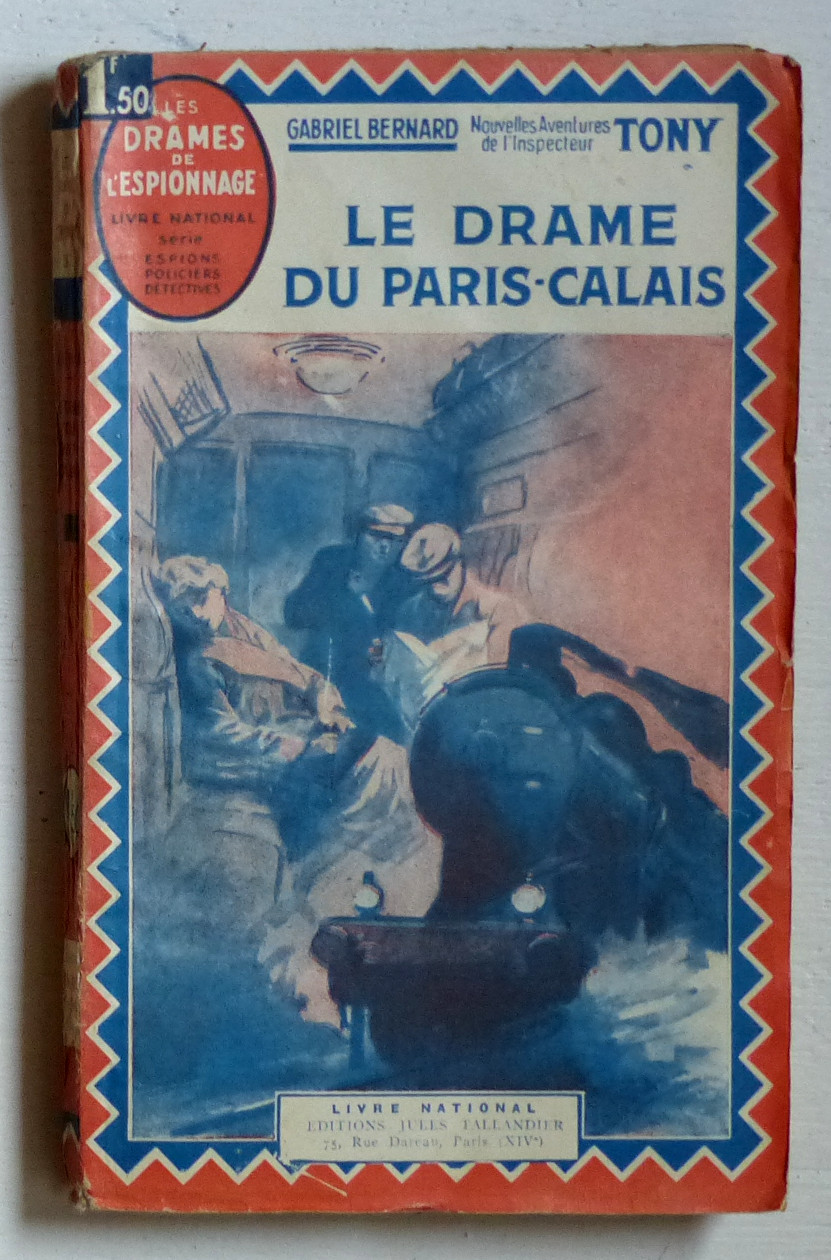 1F.50
LES
DRAMES
DE
L'ESPIONNAGE
LIVRE NATIONAL
série
ESPIONS
POLICIERS
DÉTECTIVES
GABRIEL BERNARD
Nouvelles Aventures
de l'Inspecteur
TONY
LE DRAME
DU PARIS-CALAIS
LIVRE NATIONAL
EDITIONS JULES TALLANDIER
75, Rue Dareau, Paris (XIVe)